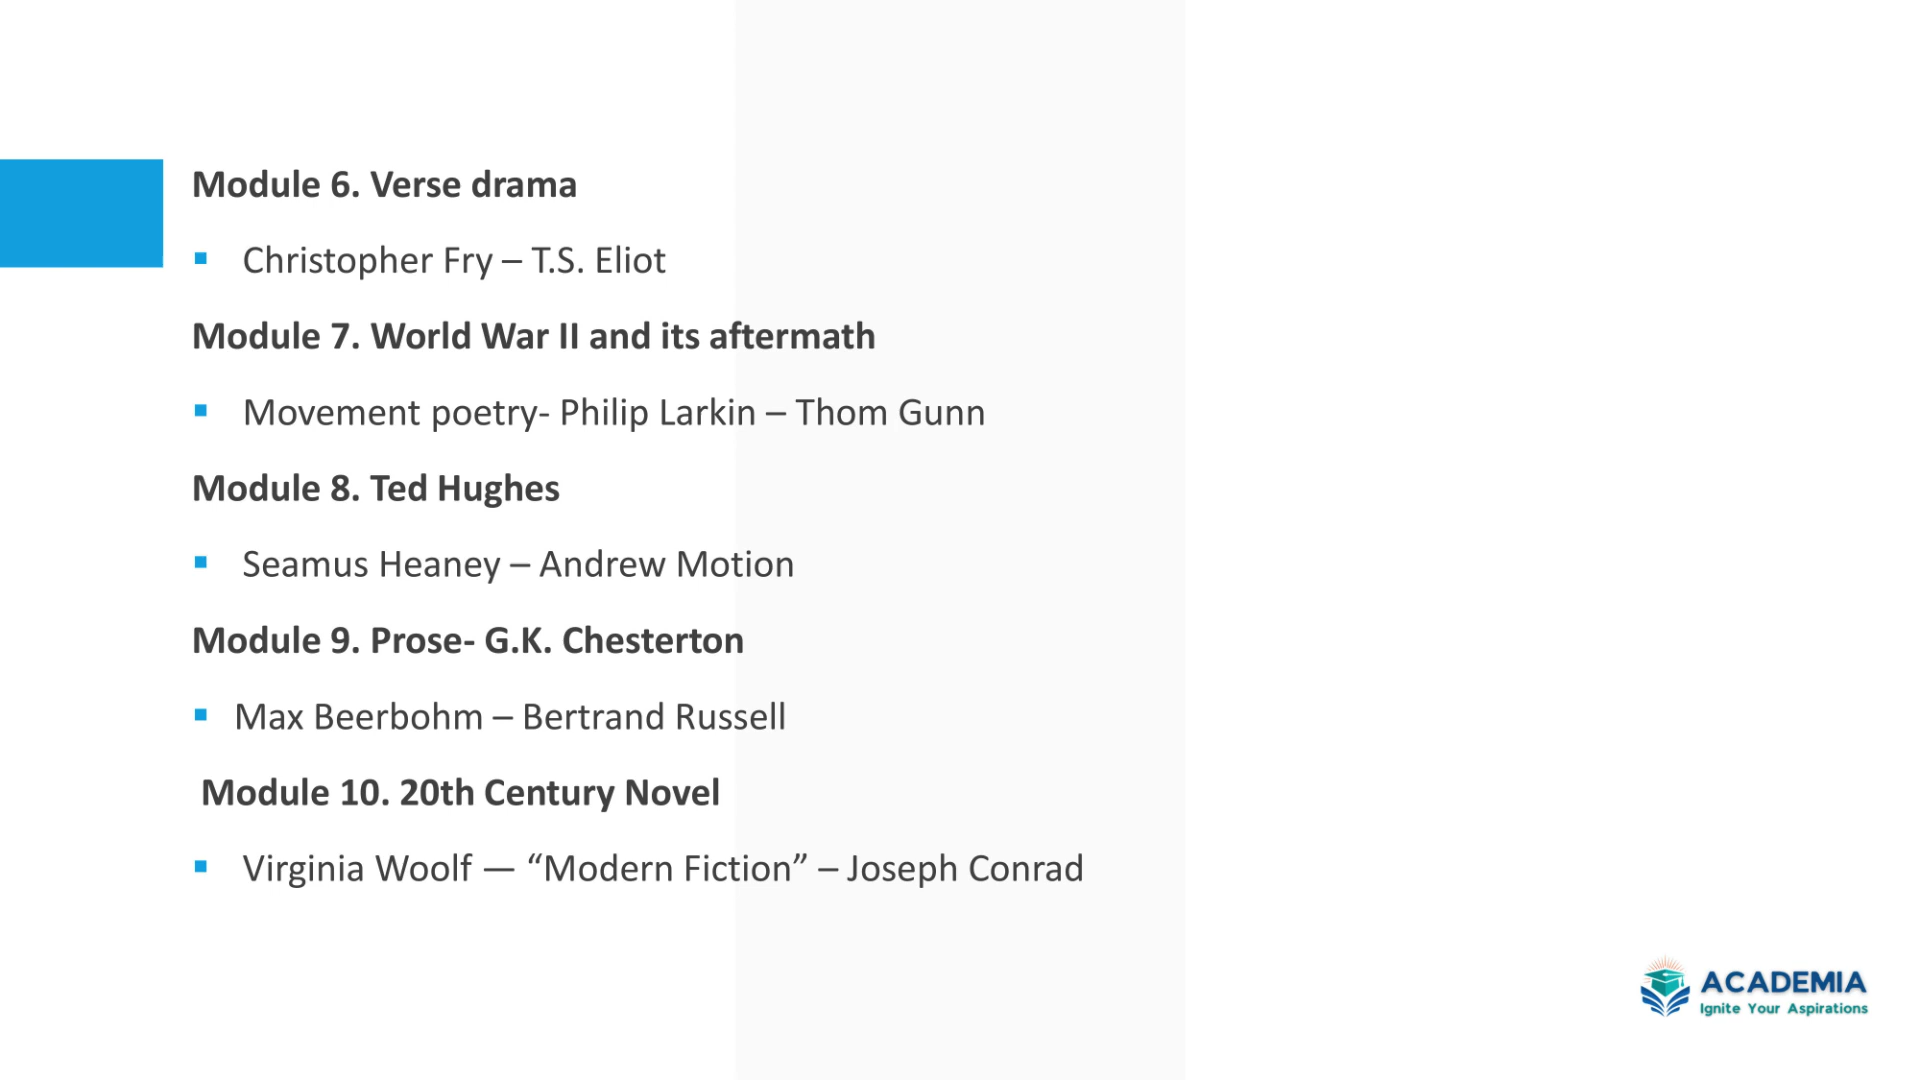 Module 6. Verse drama
Christopher Fry – T.S. Eliot
Module 7. World War II and its aftermath
Movement poetry- Philip Larkin – Thom Gunn
Module 8. Ted Hughes
Seamus Heaney – Andrew Motion
Module 9. Prose- G.K. Chesterton
Max Beerbohm – Bertrand Russell
Module 10. 20th Century Novel
Virginia Woolf — “Modern Fiction” – Joseph Conrad
ACADEMIA
Ignite Your Aspirations